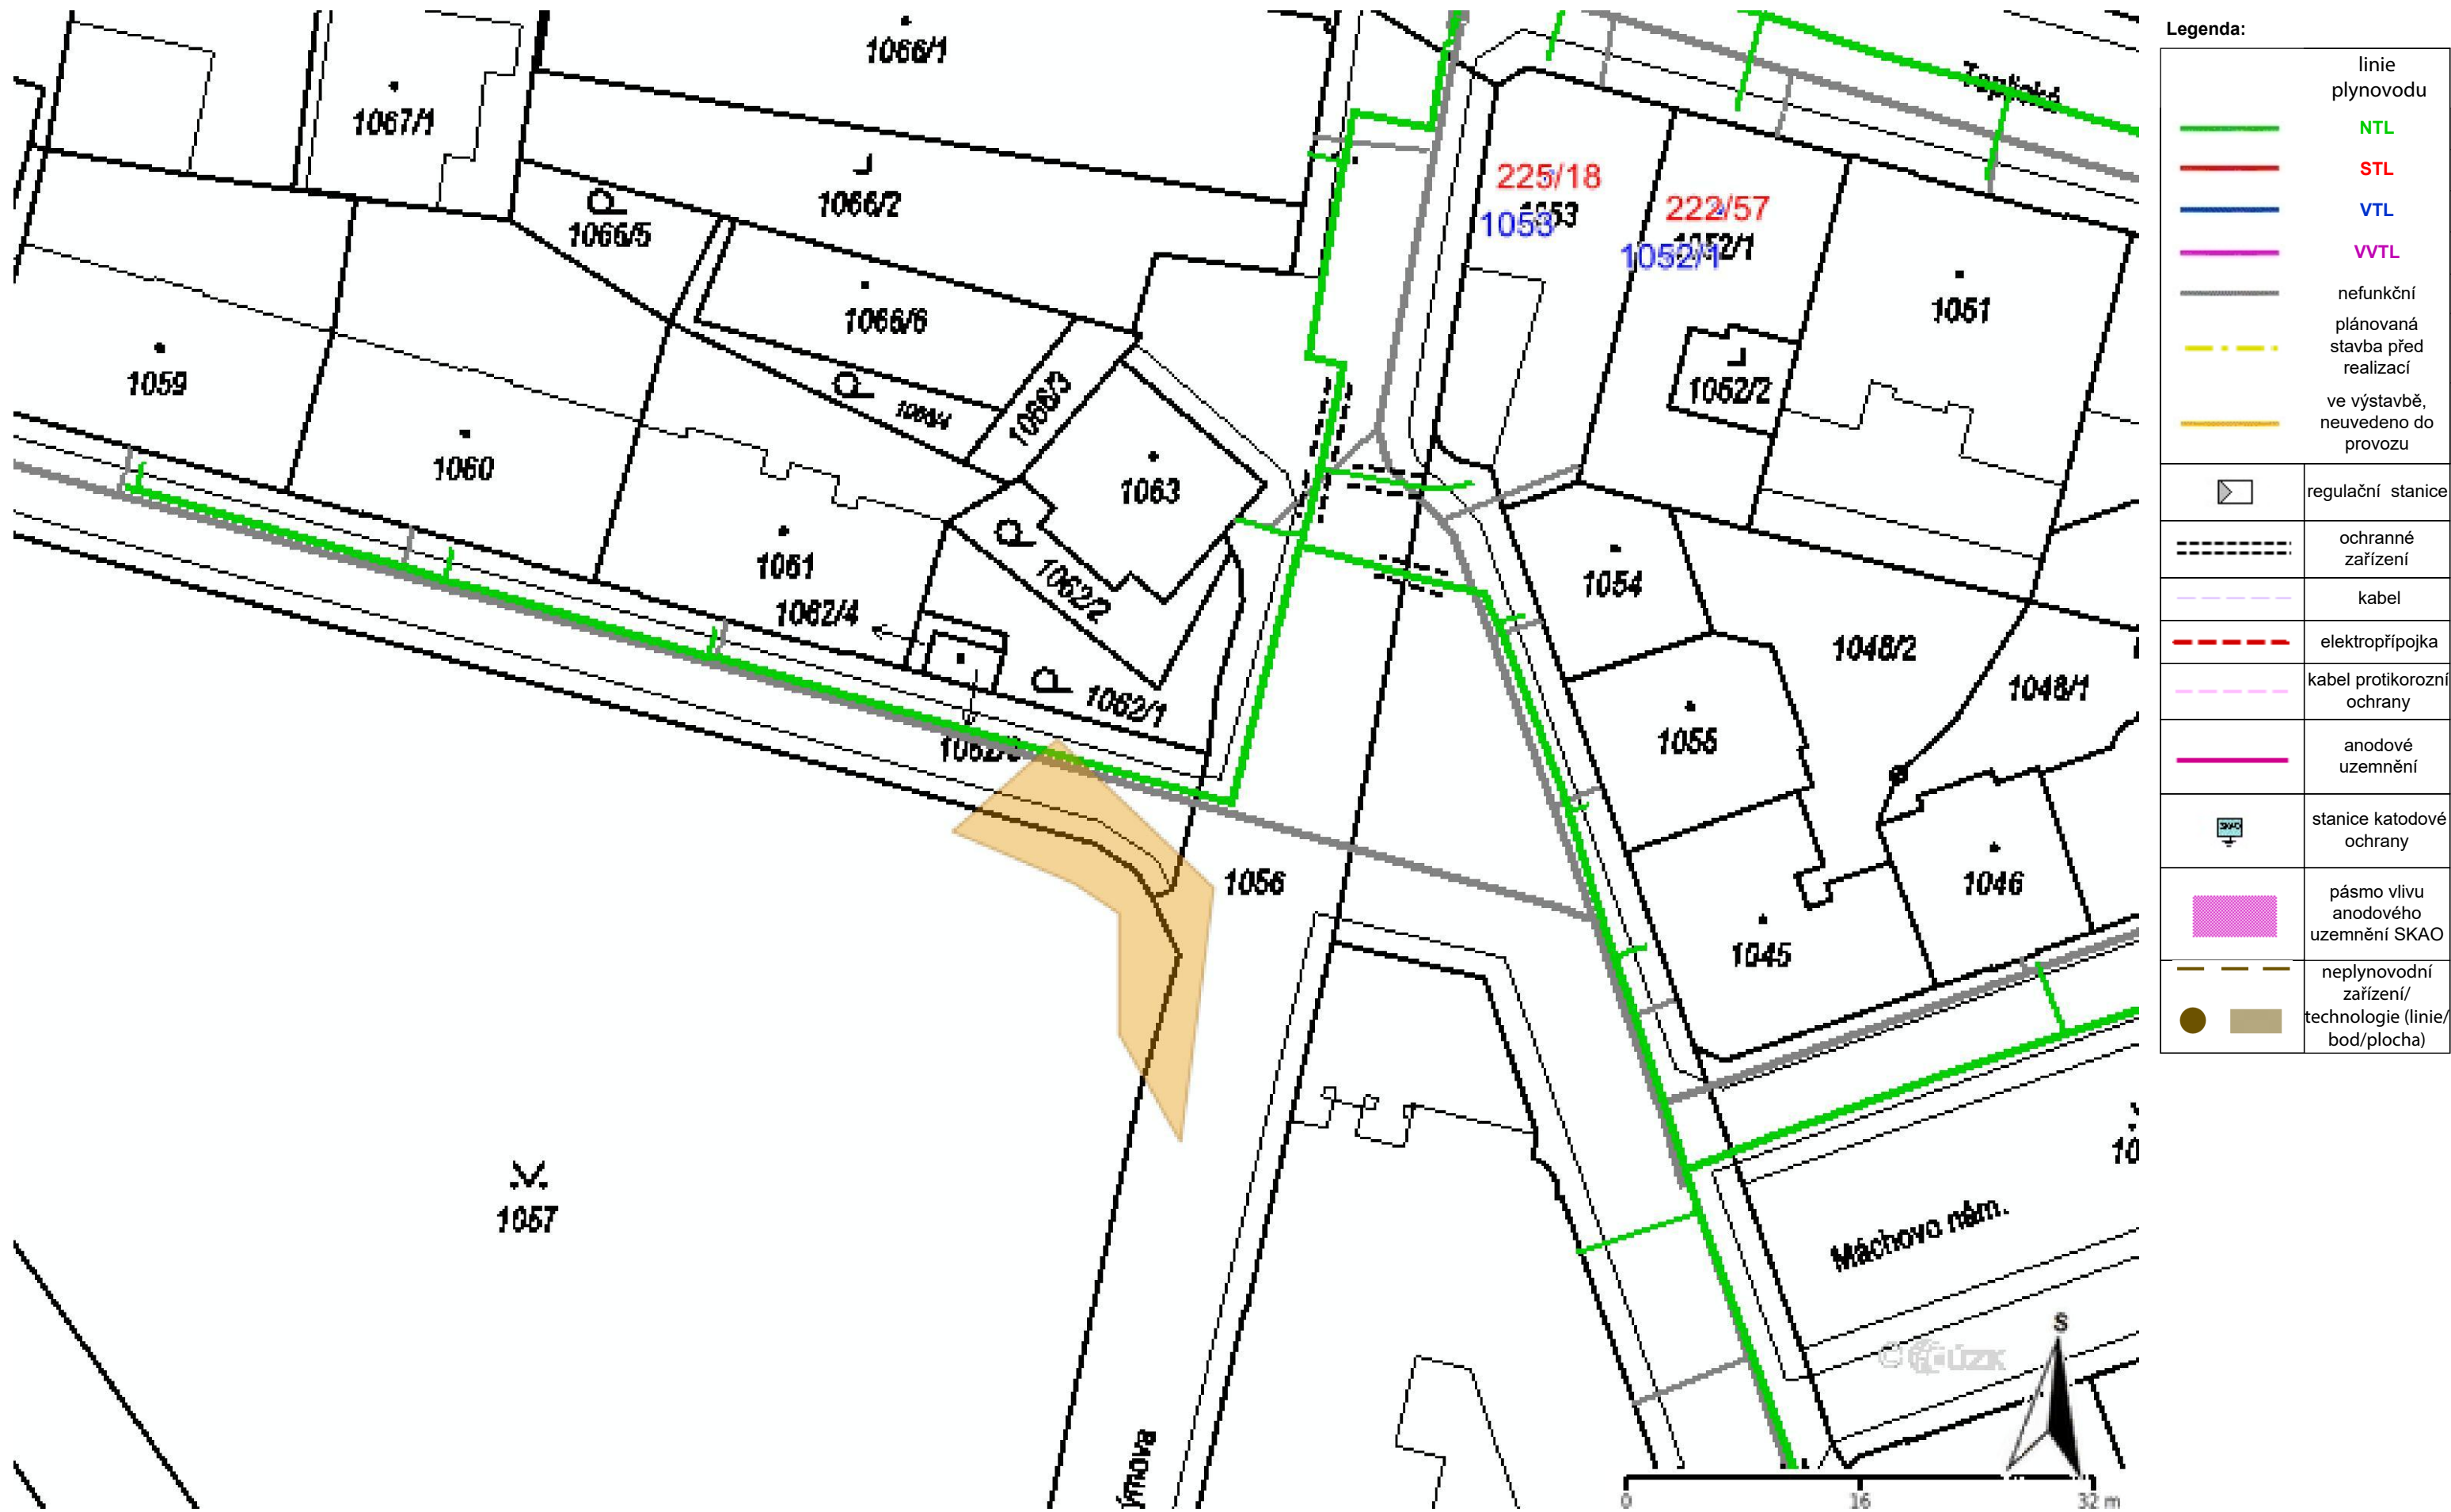 1066/1
1067/1
1066/2
1066/5
1066/6
1066/4
1066/3
1059
1060
1063
1061
1062/4
1062/2
1062/1
225/18
1053
1053
222/57
1052/1
1052/1
1051
1052/2
1054
1048/2
1048/1
1055
1056
1045
1046
1057
Máchovo nám.
S
0 16 32 m
Legenda:
linie
plynovodu
NTL
STL
VTL
VVTL
nefunkční
plánovaná
stavba před
realizací
ve výstavbě,
neuvedeno do
provozu
regulační stanice
ochranné
zařízení
kabel
elektropřípojka
kabel protikorozní
ochrany
anodové
uzemnění
stanice katodové
ochrany
pásmo vlivu
anodového
uzemnění SKAO
neplynovodní
zařízení/
technologie (linie/
bod/plocha)